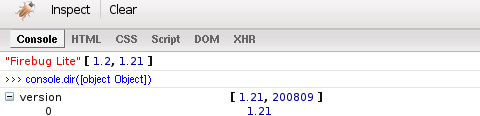 Inspect Clear
Console HTML CSS Script DOM XHR
"Firebug Lite" [ 1.2, 1.21 ]
>>> console.dir([object Object])
version [ 1.21, 200809 ]
0 1.21